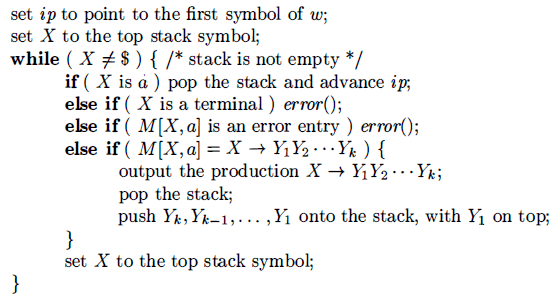 set ip to point to the first symbol of w;
set X to the top stack symbol;
while ( X ≠ $ ) { /* stack is not empty */
if ( X is a ) pop the stack and advance ip;
else if ( X is a terminal ) error();
else if ( M[X,a] is an error entry ) error();
else if ( M[X,a] = X → Y₁Y₂ ⋯ Yₖ ) {
output the production X → Y₁Y₂ ⋯ Yₖ;
pop the stack;
push Yₖ, Yₖ₋₁, ... , Y₁ onto the stack, with Y₁ on top;
}
set X to the top stack symbol;
}